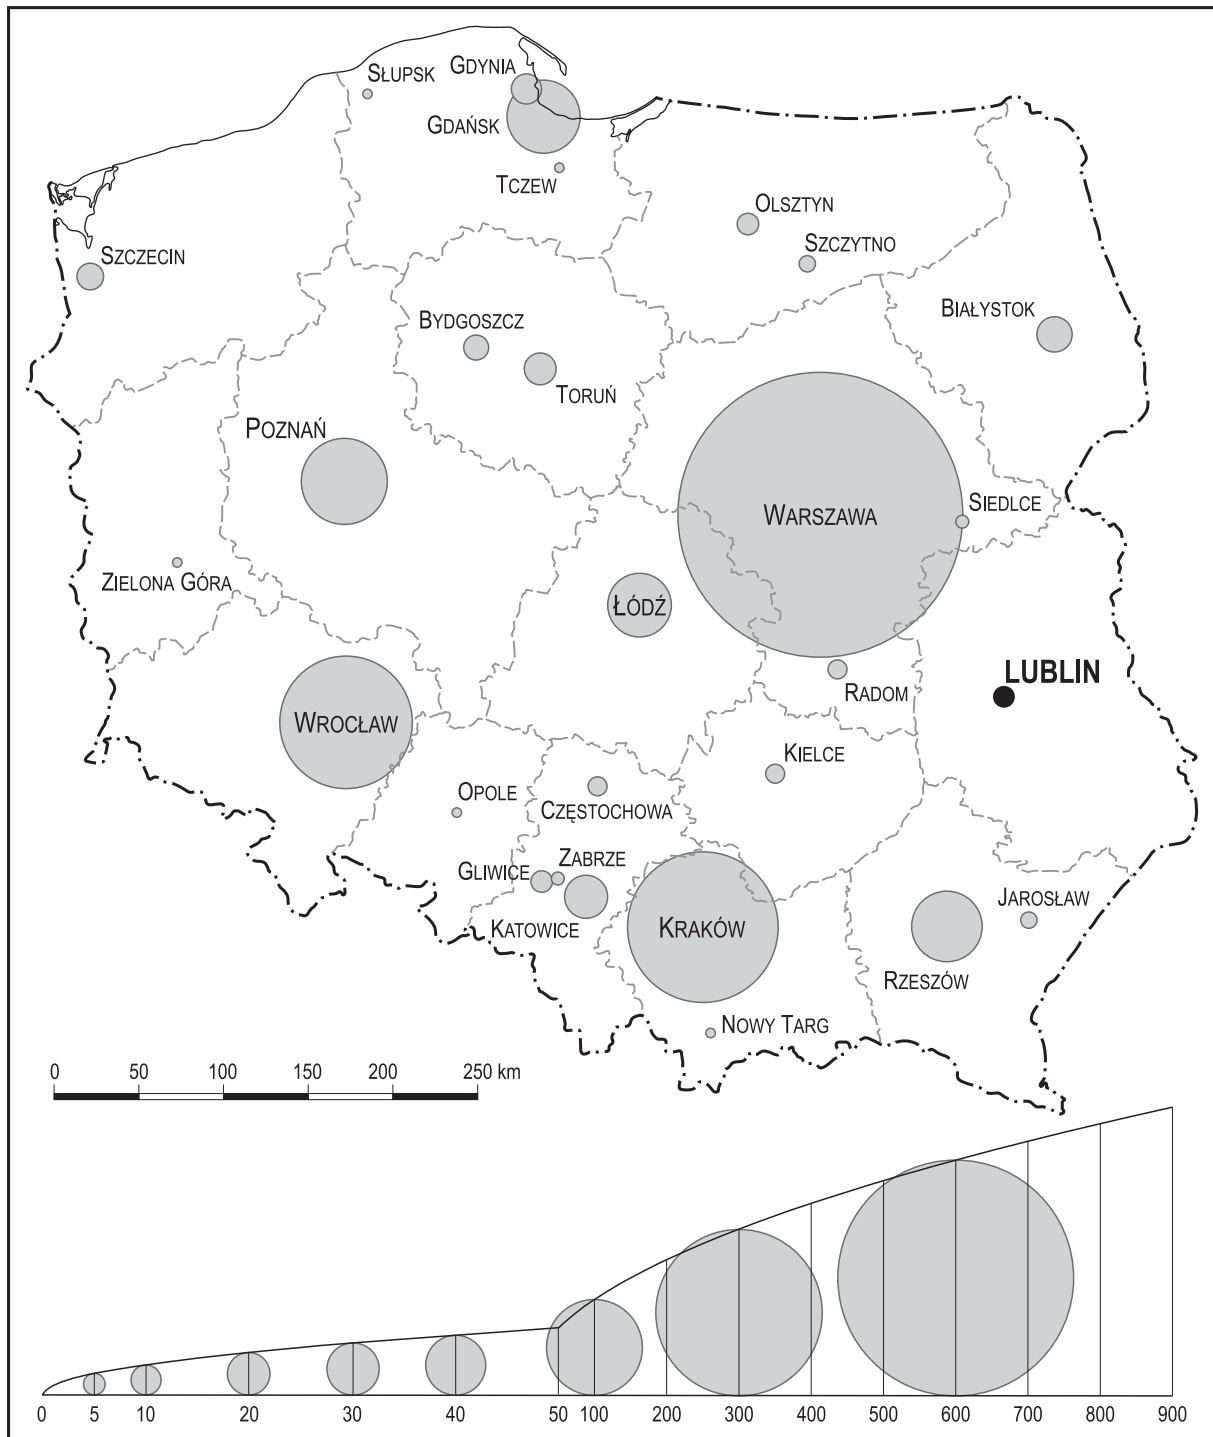 SŁUPSK
GDYNIA
GDAŃSK
TCZEW
OLSZTYN
SZCZYTNO
SZCZECIN
BIAŁYSTOK
BYDGOSZCZ
TORUŃ
POZNAŃ
WARSZAWA
SIEDLCE
ZIELONA GÓRA
ŁÓDŹ
LUBLIN
RADOM
WROCŁAW
KIELCE
OPOLE
CZĘSTOCHOWA
ZABRZE
GLIWICE
JAROSŁAW
KATOWICE
KRAKÓW
RZESZÓW
NOWY TARG
0 50 100 150 200 250 km
0 5 10 20 30 40 50 100 200 300 400 500 600 700 800 900